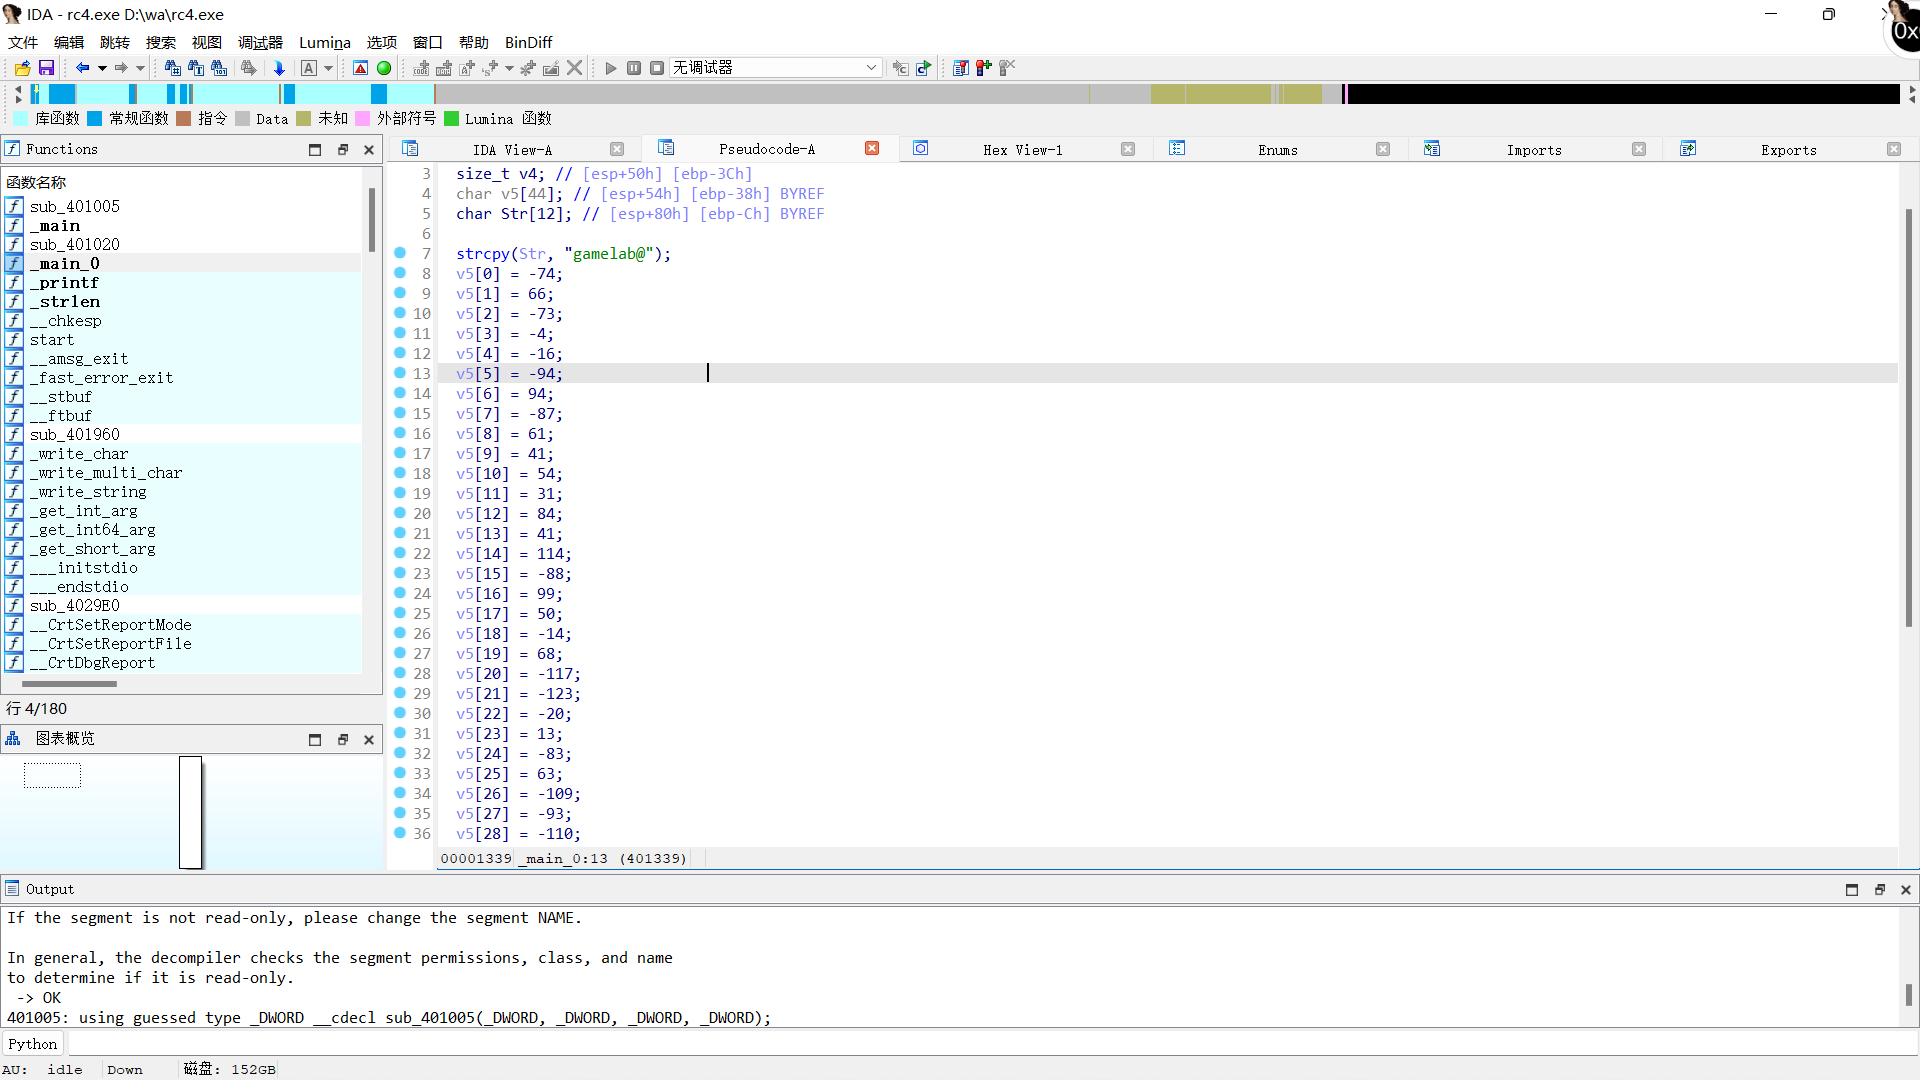 IDA - rc4.exe D:\wa\rc4.exe
0x
文件 编辑 跳转 搜索 视图 调试器 Lumina 选项 窗口 帮助 BinDiff
无调试器
库函数 常规函数 指令 Data 未知 外部符号 Lumina 函数
Functions
函数名称
sub_401005
_main
sub_401020
_main_0
_printf
_strlen
__chkesp
start
__amsg_exit
_fast_error_exit
__stbuf
__ftbuf
sub_401960
_write_char
_write_multi_char
_write_string
_get_int_arg
_get_int64_arg
_get_short_arg
___initstdio
___endstdio
sub_4029E0
__CrtSetReportMode
__CrtSetReportFile
__CrtDbgReport
行 4/180
图表概览
IDA View-A Pseudocode-A Hex View-1 Enums Imports Exports
3 size_t v4; // [esp+50h] [ebp-3Ch]
4 char v5[44]; // [esp+54h] [ebp-38h] BYREF
5 char Str[12]; // [esp+80h] [ebp-Ch] BYREF
6
7 strcpy(Str, "gamelab@");
8 v5[0] = -74;
9 v5[1] = 66;
10 v5[2] = -73;
11 v5[3] = -4;
12 v5[4] = -16;
13 v5[5] = -94;
14 v5[6] = 94;
15 v5[7] = -87;
16 v5[8] = 61;
17 v5[9] = 41;
18 v5[10] = 54;
19 v5[11] = 31;
20 v5[12] = 84;
21 v5[13] = 41;
22 v5[14] = 114;
23 v5[15] = -88;
24 v5[16] = 99;
25 v5[17] = 50;
26 v5[18] = -14;
27 v5[19] = 68;
28 v5[20] = -117;
29 v5[21] = -123;
30 v5[22] = -20;
31 v5[23] = 13;
32 v5[24] = -83;
33 v5[25] = 63;
34 v5[26] = -109;
35 v5[27] = -93;
36 v5[28] = -110;
00001339 _main_0:13 (401339)
Output
If the segment is not read-only, please change the segment NAME.
In general, the decompiler checks the segment permissions, class, and name
to determine if it is read-only.
-> OK
401005: using guessed type _DWORD __cdecl sub_401005(_DWORD, _DWORD, _DWORD, _DWORD);
Python
AU: idle Down 磁盘: 152GB